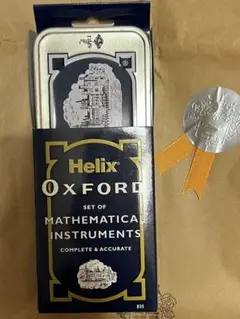 Helix®
OXFORD
SET OF
MATHEMATICAL
INSTRUMENTS
COMPLETE & ACCURATE